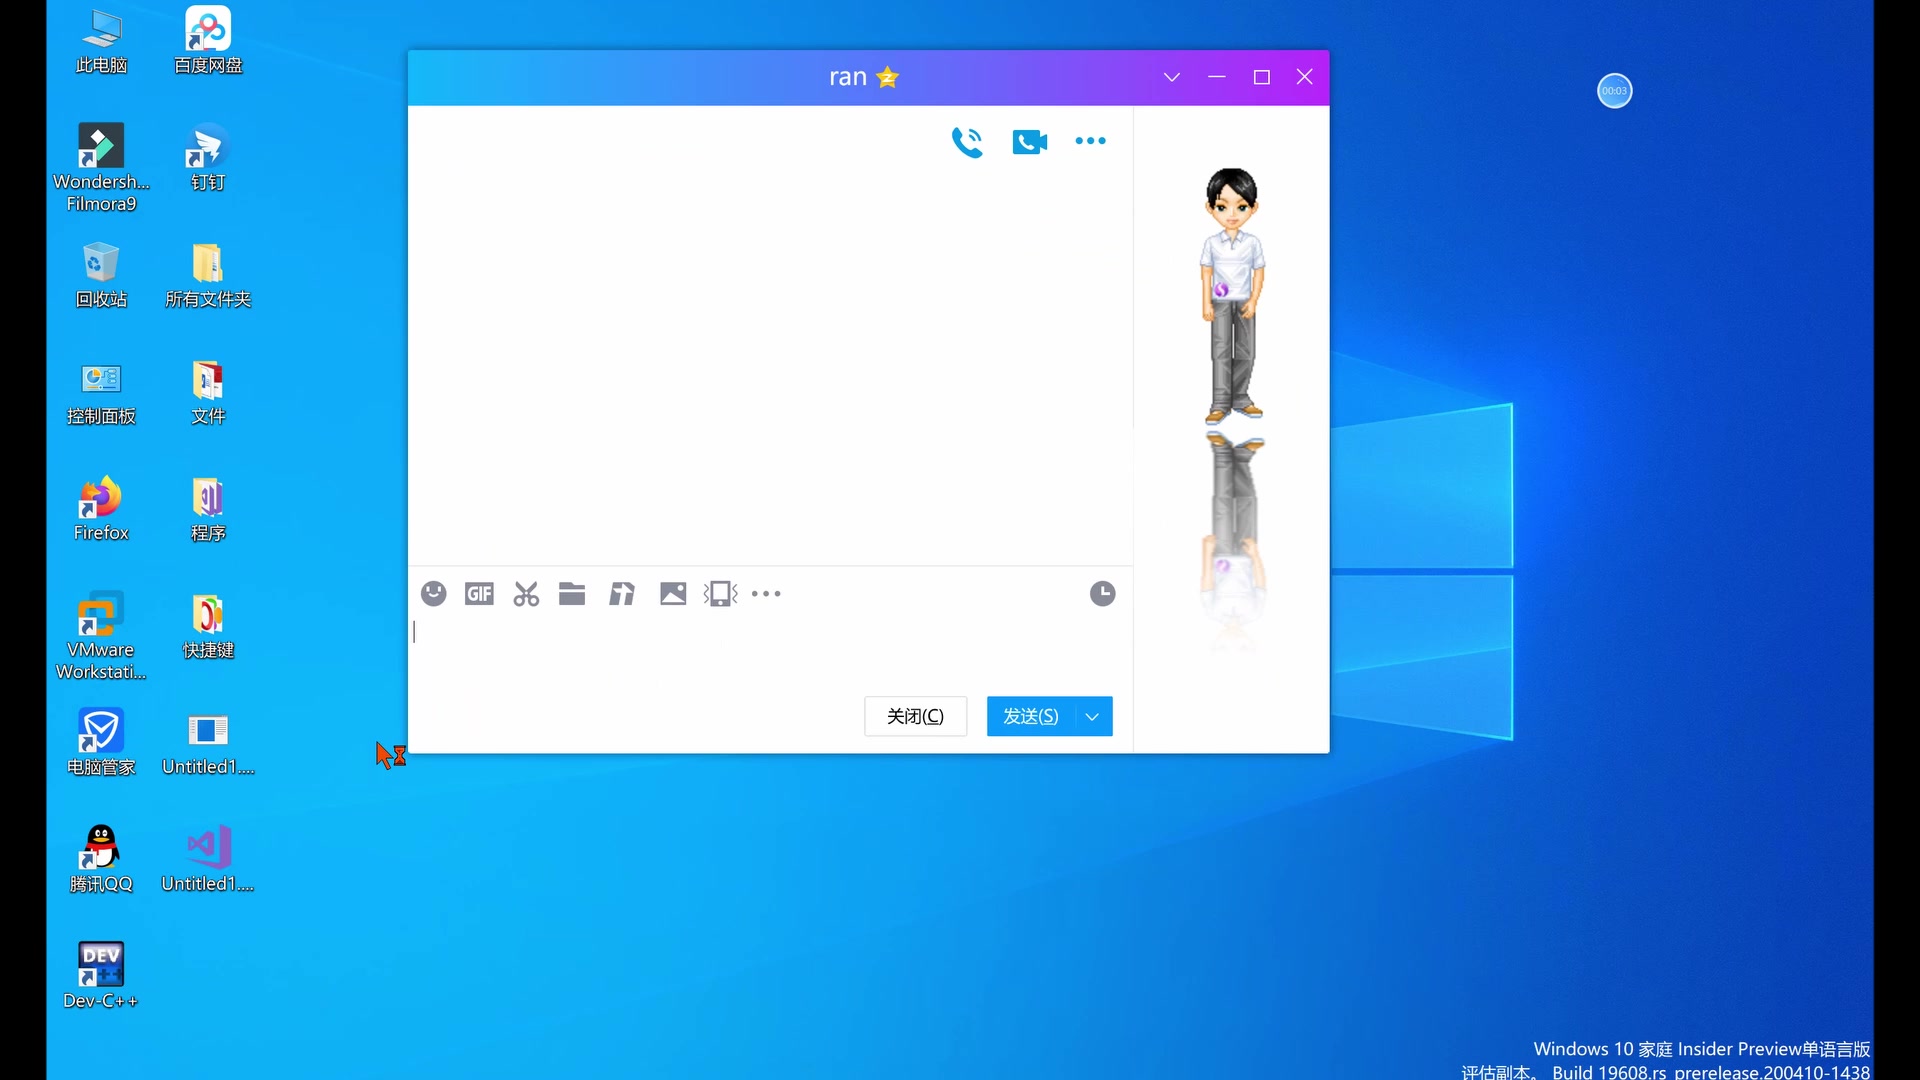 此电脑
百度网盘
Wondersh...
Filmora9
钉钉
回收站
所有文件夹
控制面板
文件
Firefox
程序
VMware
Workstati...
快捷键
电脑管家
Untitled1....
腾讯QQ
Untitled1....
DEV
Dev-C++
ran
00:03
GIF
关闭(C)
发送(S)
Windows 10 家庭 Insider Preview单语言版
评估副本。 Build 19608.rs_prerelease.200410-1438